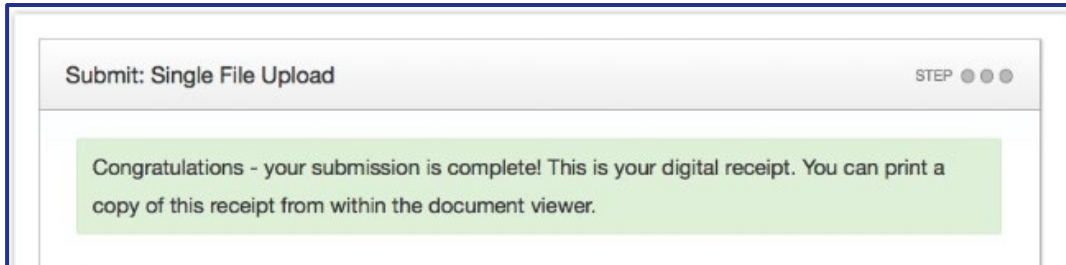 Submit: Single File Upload
STEP
Congratulations - your submission is complete! This is your digital receipt. You can print a
copy of this receipt from within the document viewer.